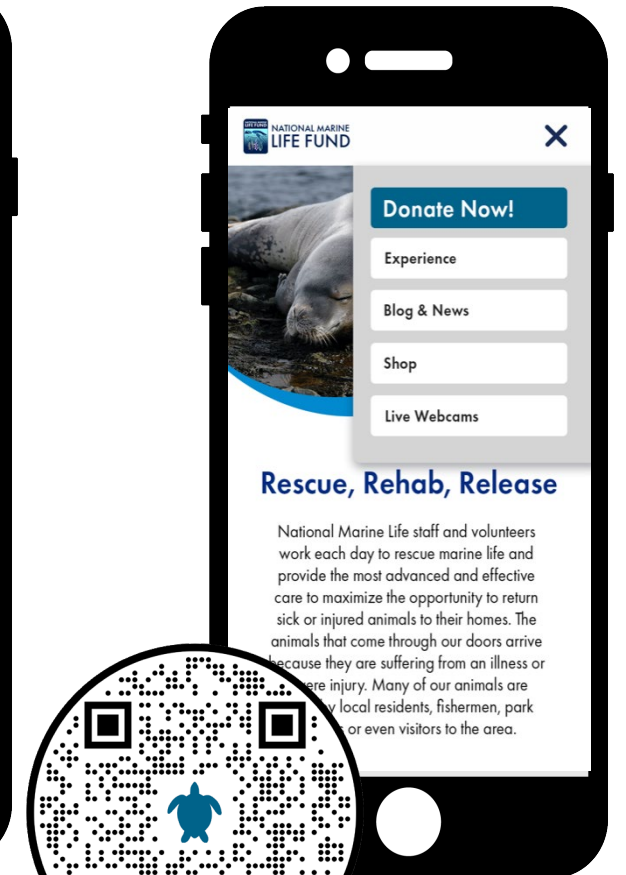 NATIONAL MARINE
LIFE FUND
Donate Now!
Experience
Blog & News
Shop
Live Webcams
Rescue, Rehab, Release
National Marine Life staff and volunteers
work each day to rescue marine life and
provide the most advanced and effective
care to maximize the opportunity to return
sick or injured animals to their homes. The
animals that come through our doors arrive
because they are suffering from an illness or
injury. Many of our animals are
local residents, fishermen, park
or even visitors to the area.